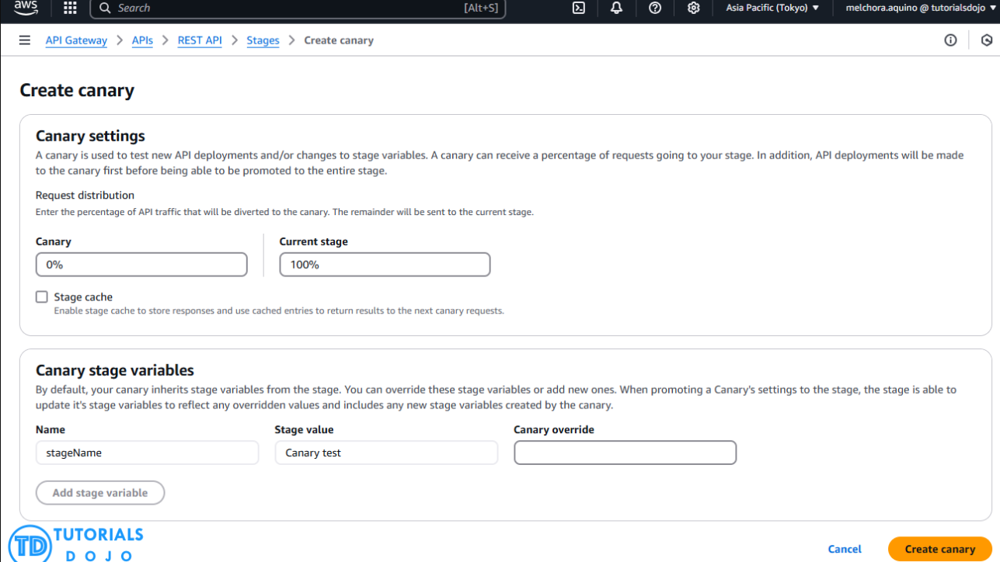 aws
Search [Alt+S]
Asia Pacific (Tokyo) ▼
melchora.aquino @ tutorialsdojo ▼
API Gateway > APIs > REST API > Stages > Create canary
Create canary
Canary settings
A canary is used to test new API deployments and/or changes to stage variables. A canary can receive a percentage of requests going to your stage. In addition, API deployments will be made
to the canary first before being able to be promoted to the entire stage.
Request distribution
Enter the percentage of API traffic that will be diverted to the canary. The remainder will be sent to the current stage.
Canary Current stage
0% 100%
Stage cache
Enable stage cache to store responses and use cached entries to return results to the next canary requests.
Canary stage variables
By default, your canary inherits stage variables from the stage. You can override these stage variables or add new ones. When promoting a Canary's settings to the stage, the stage is able to
update it's stage variables to reflect any overridden values and includes any new stage variables created by the canary.
Name Stage value Canary override
stageName Canary test
Add stage variable
TD TUTORIALS
DOJO
Cancel Create canary